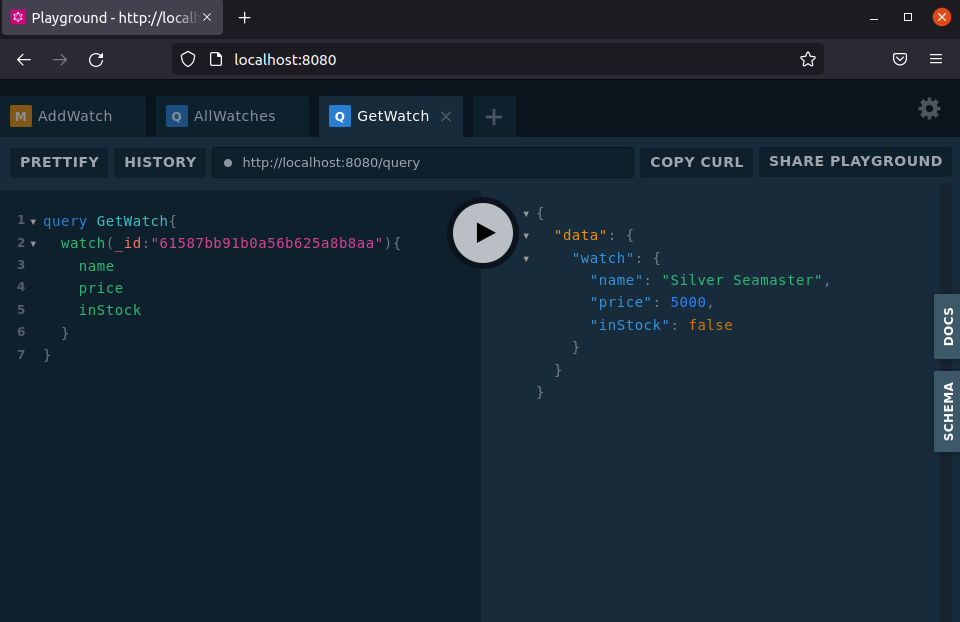 Playground - http://local
localhost:8080
M AddWatch
Q AllWatches
Q GetWatch
PRETTIFY
HISTORY
http://localhost:8080/query
COPY CURL
SHARE PLAYGROUND
1 query GetWatch{
2 watch(_id:"61587bb91b0a56b625a8b8aa"){
3 name
4 price
5 inStock
6 }
7 }
{
"data": {
"watch": {
"name": "Silver Seamaster",
"price": 5000,
"inStock": false
}
}
}
DOCS
SCHEMA